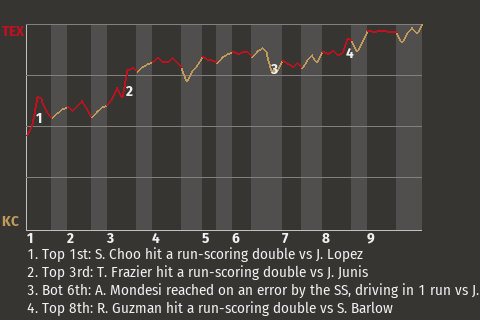 TEX
1
2
3
4
KC
1 2 3 4 5 6 7 8 9
1. Top 1st: S. Choo hit a run-scoring double vs J. Lopez
2. Top 3rd: T. Frazier hit a run-scoring double vs J. Junis
3. Bot 6th: A. Mondesi reached on an error by the SS, driving in 1 run vs J.
4. Top 8th: R. Guzman hit a run-scoring double vs S. Barlow